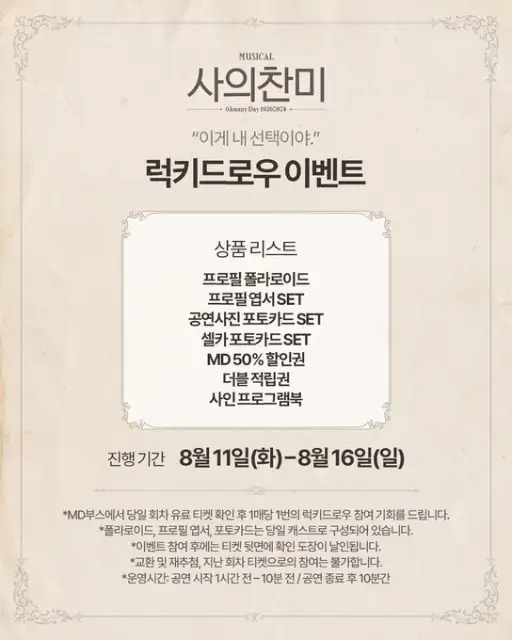 MUSICAL
사의찬미
Gloomy Day 19260804
“이게 내 선택이야.”
럭키드로우 이벤트
상품 리스트
프로필 폴라로이드
프로필 엽서 SET
공연사진 포토카드 SET
셀카 포토카드 SET
MD 50% 할인권
더블 적립권
사인 프로그램북
진행 기간 8월 11일(화) – 8월 16일(일)
*MD부스에서 당일 회차 유료 티켓 확인 후 1매당 1번의 럭키드로우 참여 기회를 드립니다.
*폴라로이드, 프로필 엽서, 포토카드는 당일 캐스트로 구성되어 있습니다.
*이벤트 참여 후에는 티켓 뒷면에 확인 도장이 날인됩니다.
*교환 및 재추첨, 지난 회차 티켓으로의 참여는 불가합니다.
*운영시간: 공연 시작 1시간 전 – 10분 전 / 공연 종료 후 10분간